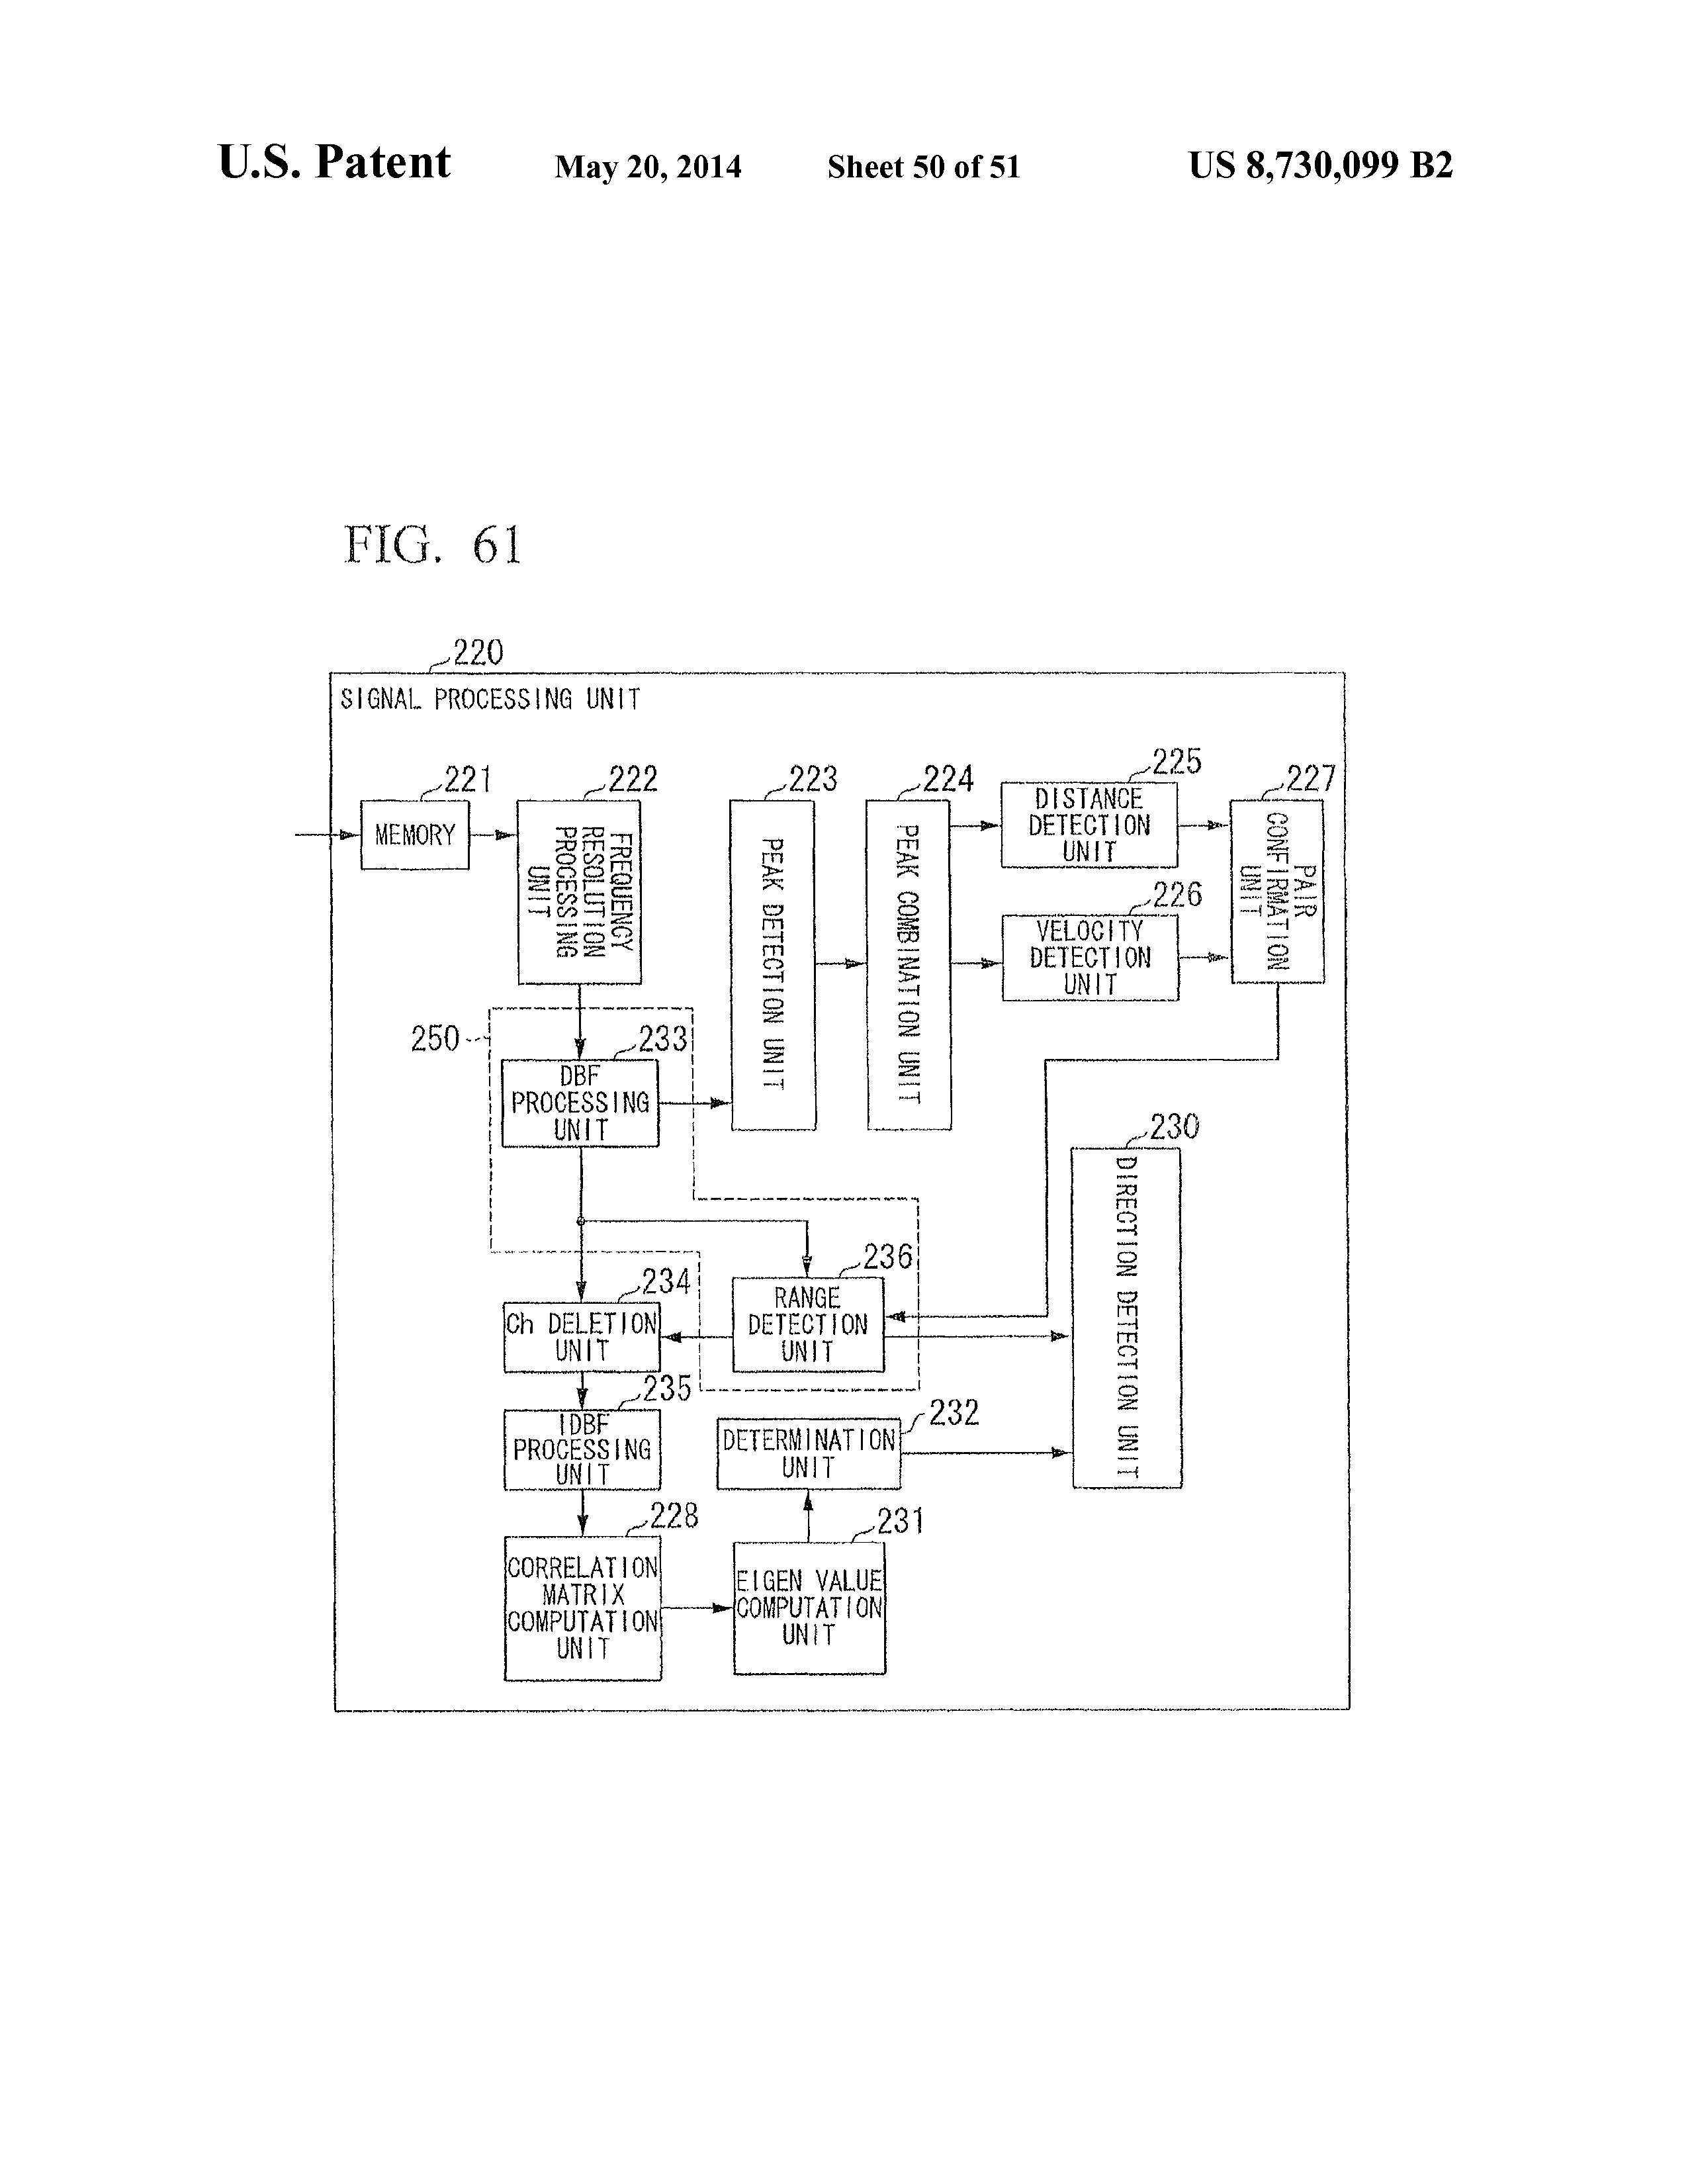 U.S. Patent May 20, 2014 Sheet 50 of 51 US 8,730,099 B2
FIG. 61
220
SIGNAL PROCESSING UNIT
221
MEMORY
222
FREQUENCY
RESOLUTION
PROCESSING
UNIT
223
PEAK DETECTION UNIT
224
PEAK COMBINATION UNIT
225
DISTANCE
DETECTION
UNIT
226
VELOCITY
DETECTION
UNIT
227
PAIR
CONFIRMATION
UNIT
250
233
DBF
PROCESSING
UNIT
230
DIRECTION DETECTION UNIT
236
RANGE
DETECTION
UNIT
234
Ch DELETION
UNIT
235
IDBF
PROCESSING
UNIT
232
DETERMINATION
UNIT
228
CORRELATION
MATRIX
COMPUTATION
UNIT
231
EIGEN VALUE
COMPUTATION
UNIT